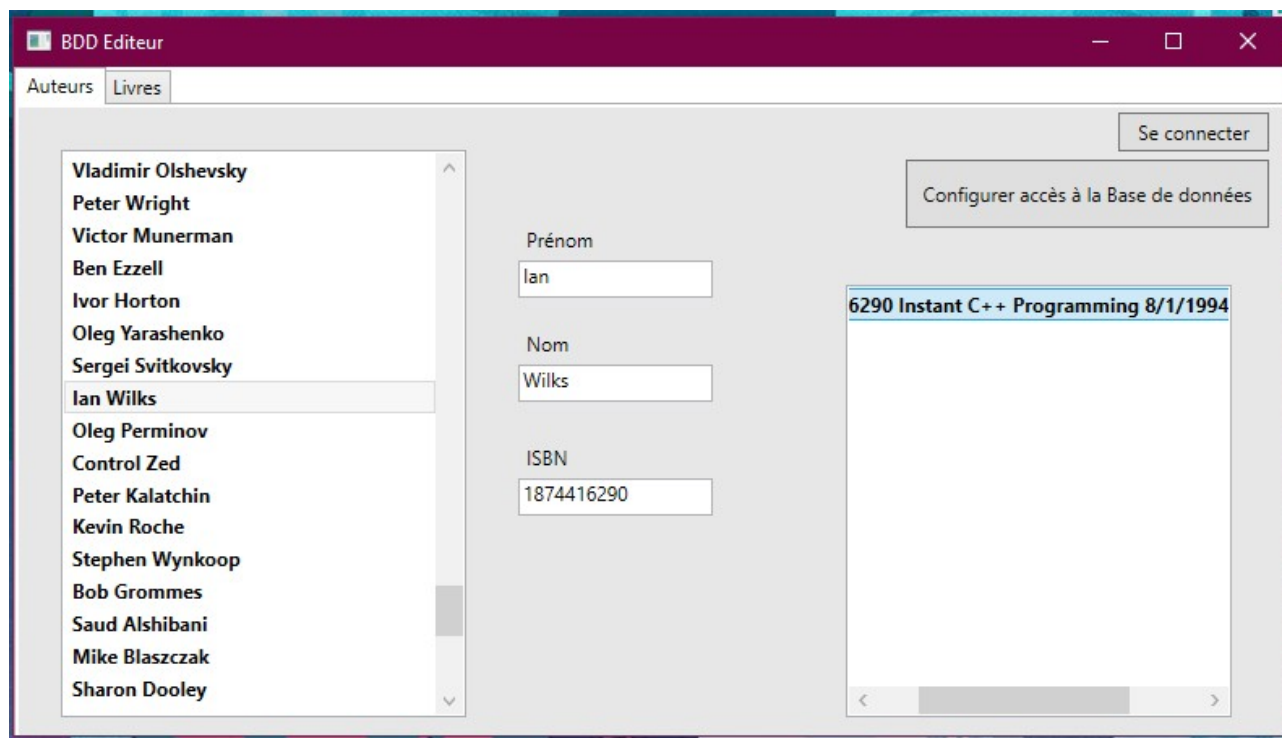 BDD Editeur
Auteurs Livres
Se connecter
Configurer accès à la Base de données
Vladimir Olshevsky
Peter Wright
Victor Munerman
Ben Ezzell
Ivor Horton
Oleg Yarashenko
Sergei Svitkovsky
Ian Wilks
Oleg Perminov
Control Zed
Peter Kalatchin
Kevin Roche
Stephen Wynkoop
Bob Grommes
Saud Alshibani
Mike Blaszczak
Sharon Dooley
Prénom
Ian
Nom
Wilks
ISBN
1874416290
6290 Instant C++ Programming 8/1/1994